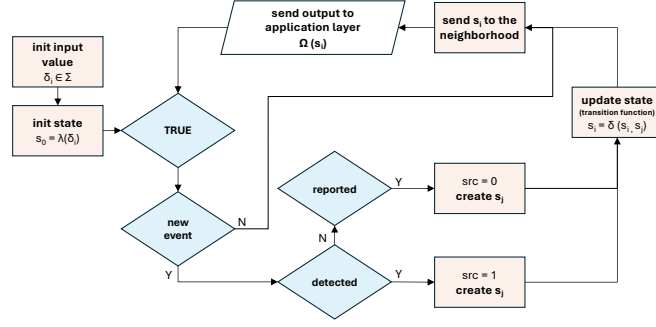 init input
value
δᵢ ∈ Σ
init state
s₀ = λ(δᵢ)
TRUE
new
event
N
Y
send output to
application layer
Ω (sᵢ)
send sᵢ to the
neighborhood
update state
(transition function)
sᵢ = δ (sᵢ, sⱼ)
reported
Y
src = 0
create sⱼ
N
detected
Y
src = 1
create sⱼ